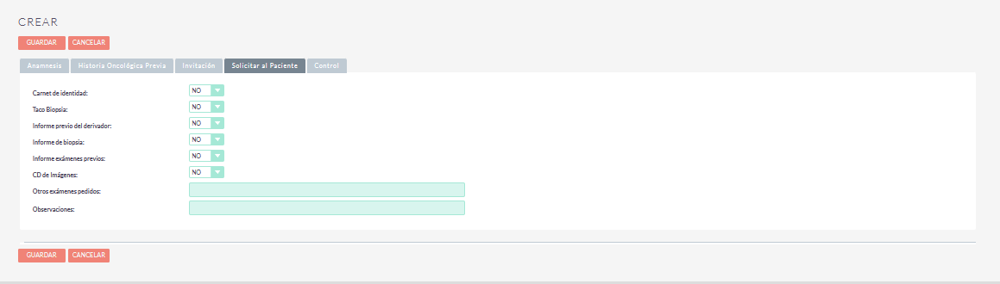 CREAR
GUARDAR CANCELAR
Anamnesis Historia Oncológica Previa Invitación Solicitar al Paciente Control
Carnet de identidad: NO
Taco Biopsia: NO
Informe previo del derivador: NO
Informe de biopsia: NO
Informe exámenes previos: NO
CD de Imágenes: NO
Otros exámenes pedidos:
Observaciones:
GUARDAR CANCELAR